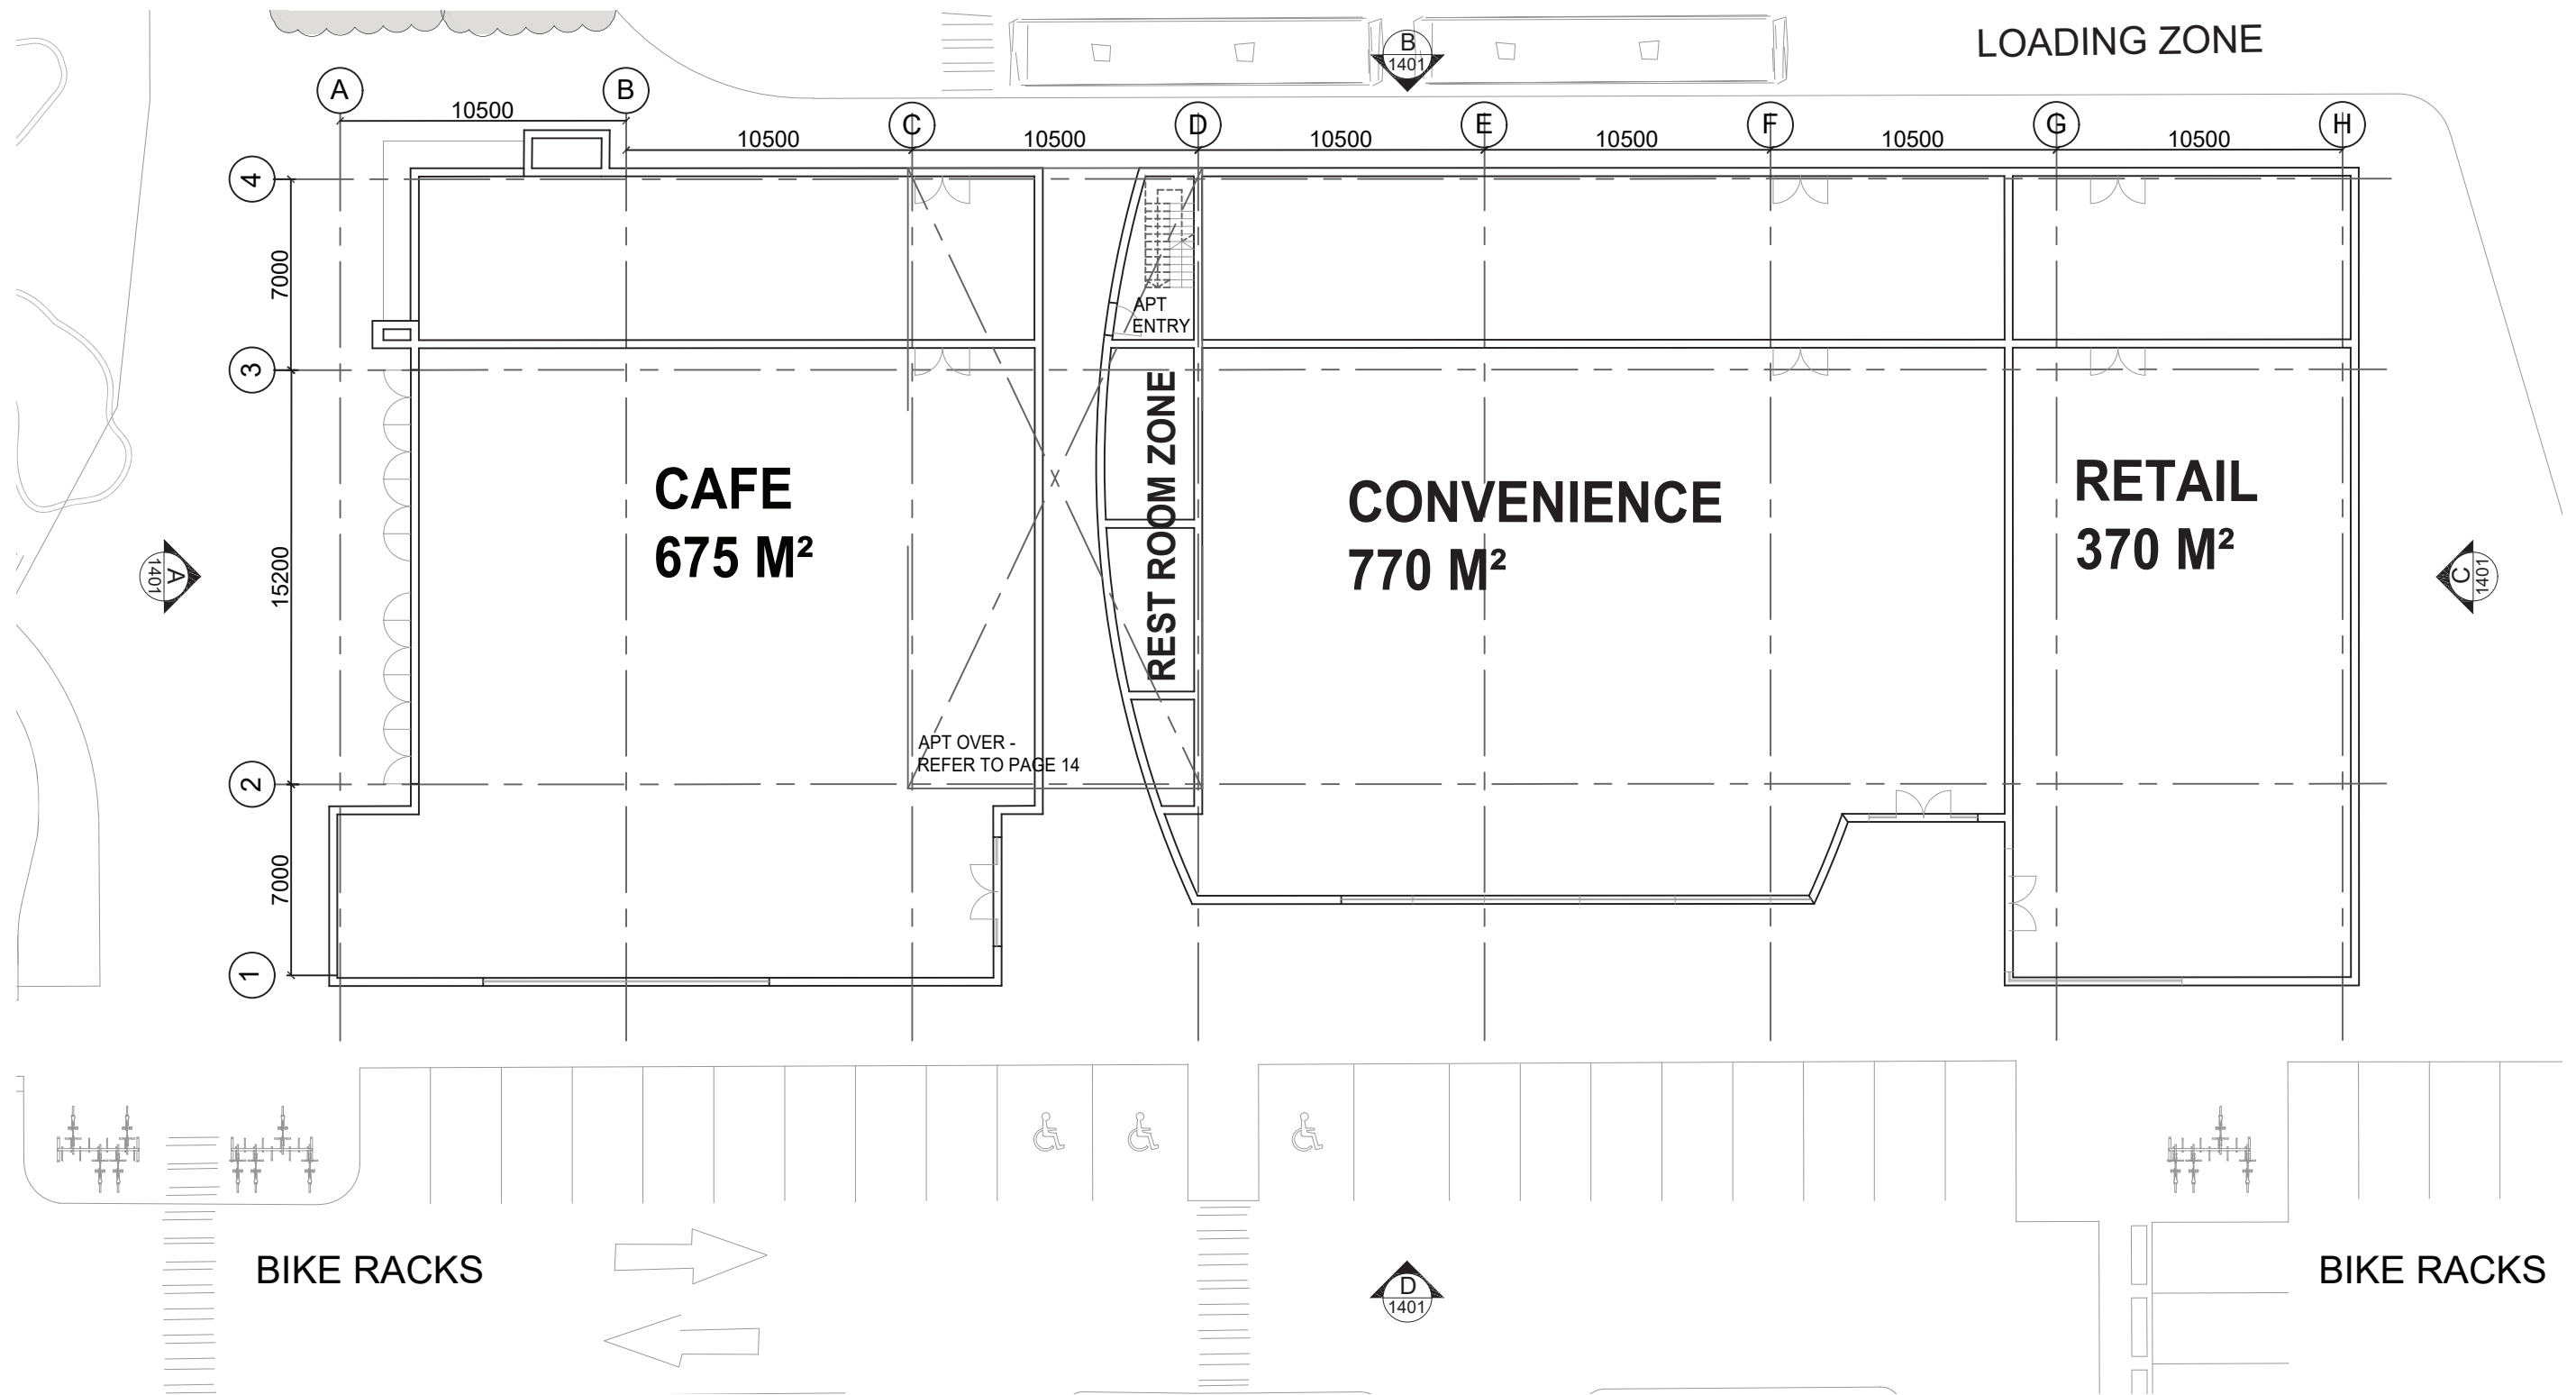 LOADING ZONE
B
1401
A
B
C
D
E
F
G
H
10500
10500
10500
10500
10500
10500
10500
4
7000
3
15200
2
7000
1
APT
ENTRY
REST ROOM ZONE
CAFE
675 M²
CONVENIENCE
770 M²
RETAIL
370 M²
A
1401
C
1401
APT OVER -
REFER TO PAGE 14
BIKE RACKS
D
1401
BIKE RACKS